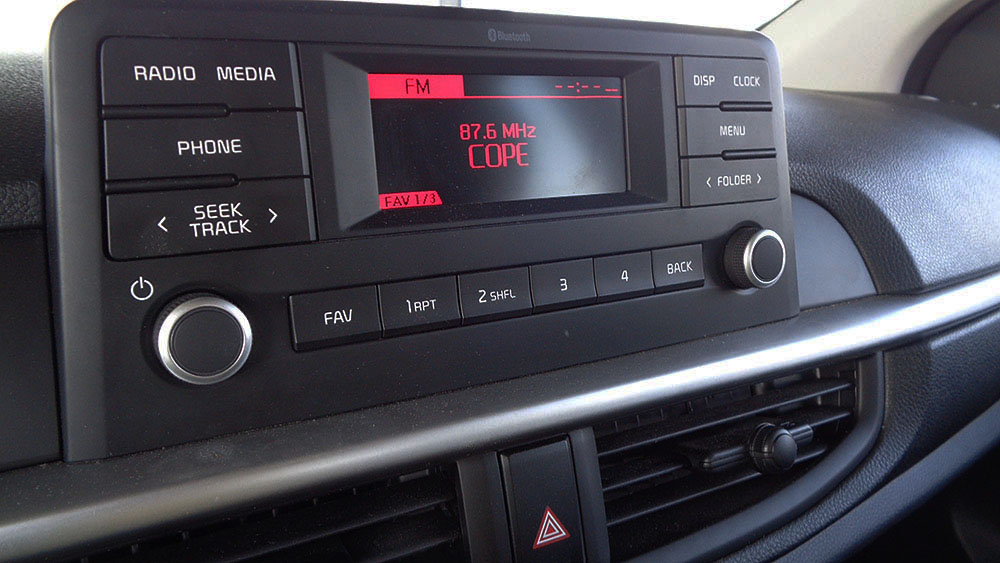 Bluetooth
RADIO MEDIA
PHONE
< SEEK TRACK >
FM --:-- --
87.6 MHz
COPE
FAV 1/3
DISP CLOCK
MENU
< FOLDER >
FAV 1 RPT 2 SHFL 3 4 BACK